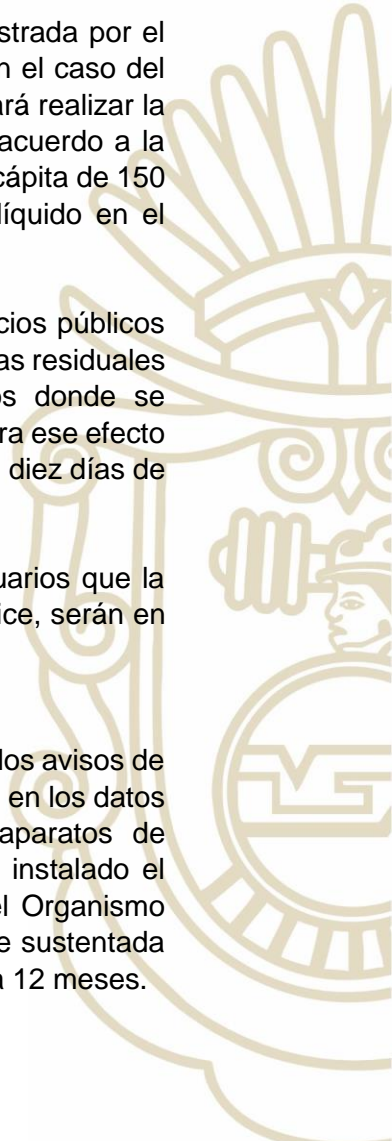 strada por el
n el caso del
ará realizar la
acuerdo a la
cápita de 150
líquido en el
cios públicos
as residuales
os donde se
ra ese efecto
diez días de
uarios que la
ice, serán en
los avisos de
en los datos
aparatos de
instalado el
el Organismo
e sustentada
a 12 meses.